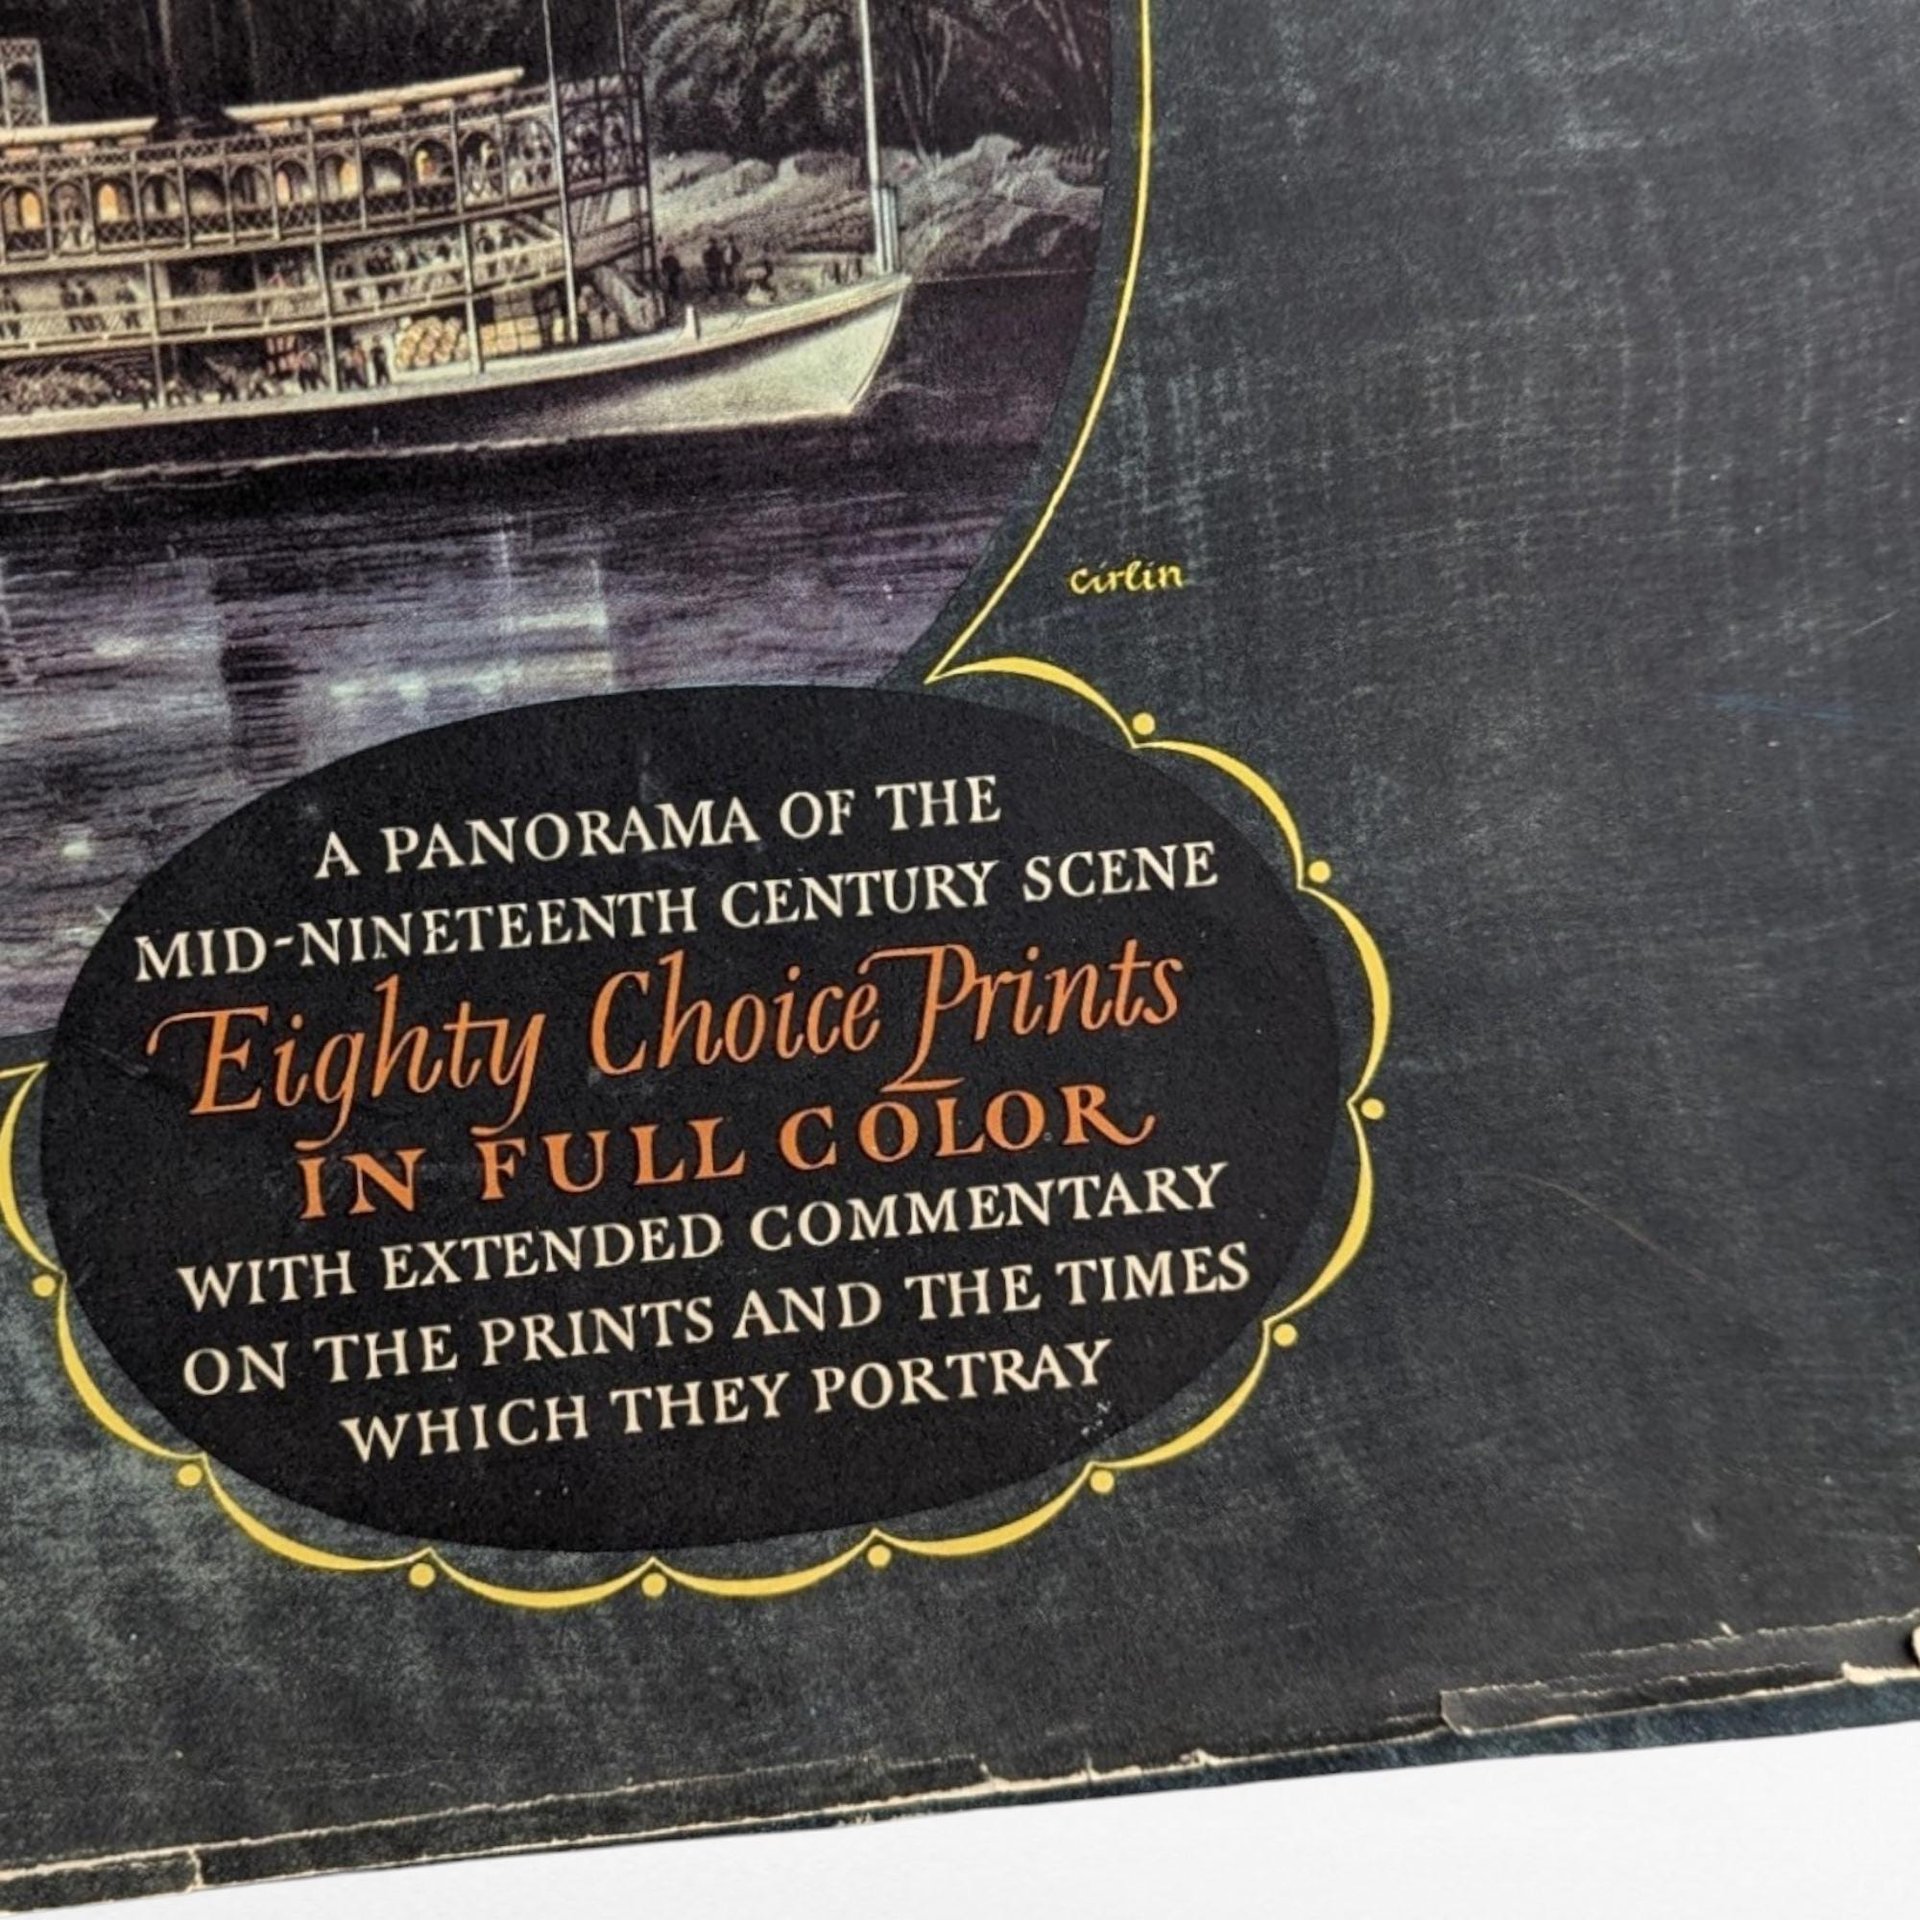 cirlin
A PANORAMA OF THE
MID-NINETEENTH CENTURY SCENE
Eighty Choice Prints
IN FULL COLOR
WITH EXTENDED COMMENTARY
ON THE PRINTS AND THE TIMES
WHICH THEY PORTRAY